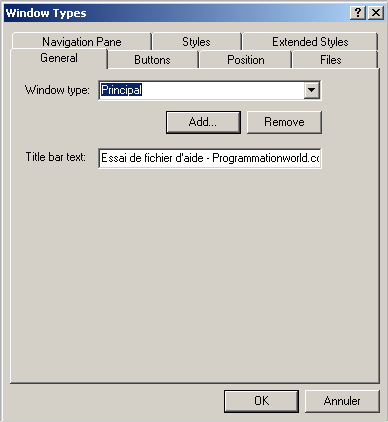 Window Types
Navigation Pane Styles Extended Styles
General Buttons Position Files
Window type: Principal
Add... Remove
Title bar text: Essai de fichier d'aide - Programmationworld.cc
OK Annuler